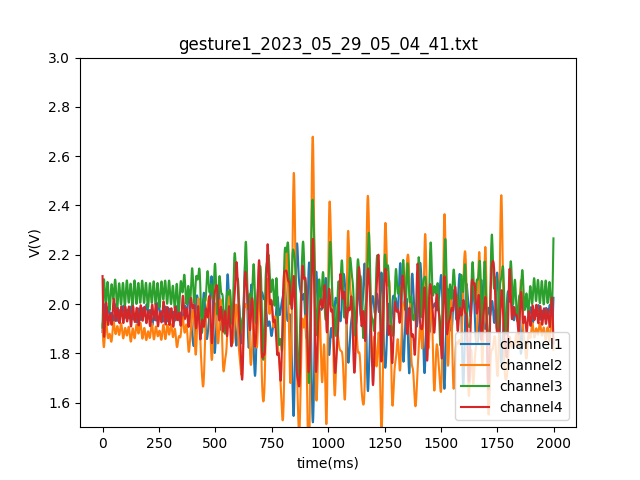 gesture1_2023_05_29_05_04_41.txt
3.0
2.8
2.6
2.4
2.2
2.0
1.8
1.6
V(V)
0 250 500 750 1000 1250 1500 1750 2000
time(ms)
channel1
channel2
channel3
channel4